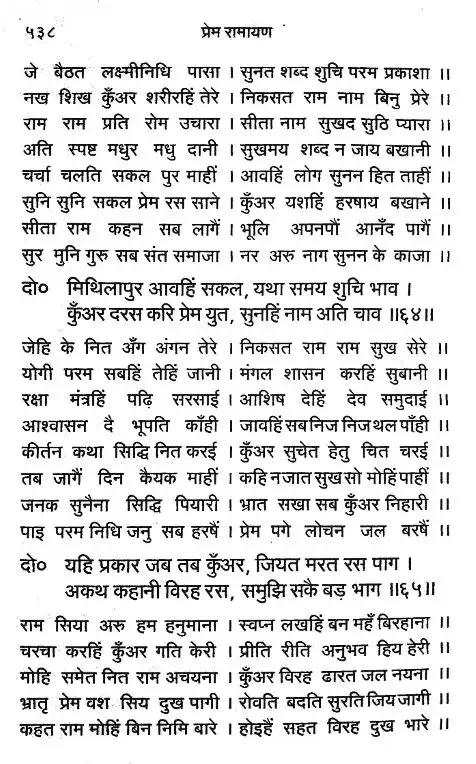 ५३८
प्रेम रामायण
जे बैठत लक्ष्मीनिधि पासा । सुनत शब्द शुचि परम प्रकाशा ॥
नख शिख कुँअर शरीरहिं तेरे । निकसत राम नाम बिनु प्रेरे ॥
राम राम प्रति रोम उचारा । सीता नाम सुखद सुठि प्यारा ॥
अति स्पष्ट मधुर मधु दानी । सुखमय शब्द न जाय बखानी ॥
चर्चा चलति सकल पुर माहीं । आवहिं लोग सुनन हित ताहीं ॥
सुनि सुनि सकल प्रेम रस साने । कुँअर यशहिं हरषाय बखाने ॥
सीता राम कहन सब लागैं । भूलि अपनपौं आनँद पागैं ॥
सुर मुनि गुरु सब संत समाजा । नर अरु नाग सुनन के काजा ॥
दो० मिथिलापुर आवहिं सकल, यथा समय शुचि भाव ।
कुँअर दरस करि प्रेम युत, सुनहिं नाम अति चाव ॥६४॥
जेहि के नित अँग अंगन तेरे । निकसत राम राम सुख सेरे ॥
योगी परम सबहिं तेहिं जानी । मंगल शासन करहिं सुबानी ॥
रक्षा मंत्रहिं पढ़ि सरसाई । आशिष देहिं देव समुदाई ॥
आश्वासन दै भूपति काँही । जावहिं सब निज निज थल पाँही ॥
कीर्तन कथा सिद्धि नित करई । कुँअर सुचेत हेतु चित चरई ॥
तब जागैं दिन कैयक माहीं । कहि न जात सुख सो मोहिं पाहीं ॥
जनक सुनैना सिद्धि पियारी । भ्रात सखा सब कुँअर निहारी ॥
पाइ परम निधि जनु सब हरषैं । प्रेम पगे लोचन जल बरषैं ॥
दो० यहि प्रकार जब तब कुँअर, जियत मरत रस पाग ।
अकथ कहानी विरह रस, समुझि सकै बड़ भाग ॥६५॥
राम सिया अरु हम हनुमाना । स्वप्न लखहिं बन महँ बिरहाना ॥
चरचा करहिं कुँअर गति केरी । प्रीति रीति अनुभव हिय हेरी ॥
मोहि समेत नित राम अचयना । कुँअर विरह ढारत जल नयना ॥
भ्रातृ प्रेम वश सिय दुख पागी । रोवति बदति सुरति जिय जागी ॥
कहत राम मोहिं बिन निमि बारे । होइहैं सहत विरह दुख भारे ॥